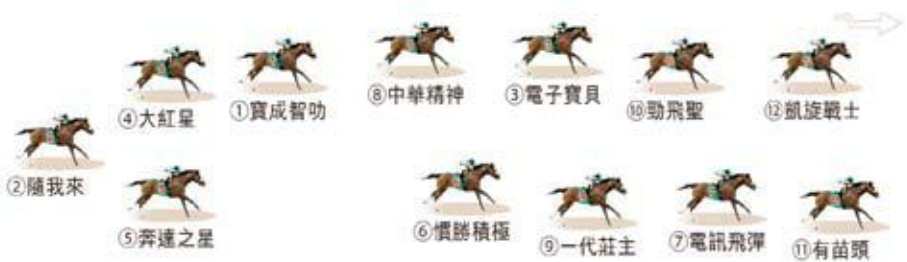 ④大紅星
①寶成智叻
⑧中華精神
③電子寶貝
⑩勁飛聖
⑫凱旋戰士
②隨我來
⑤奔達之星
⑥慣勝積極
⑨一代莊主
⑦電訊飛彈
⑪有苗頭